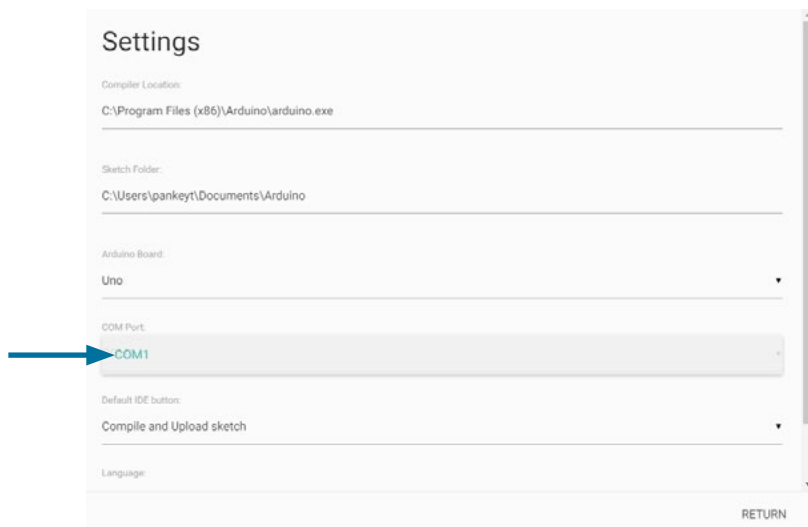 Settings
Compiler Location:
C:\Program Files (x86)\Arduino\arduino.exe
Sketch Folder:
C:\Users\pankeyt\Documents\Arduino
Arduino Board:
Uno
COM Port:
COM1
Default IDE button:
Compile and Upload sketch
Language:
RETURN